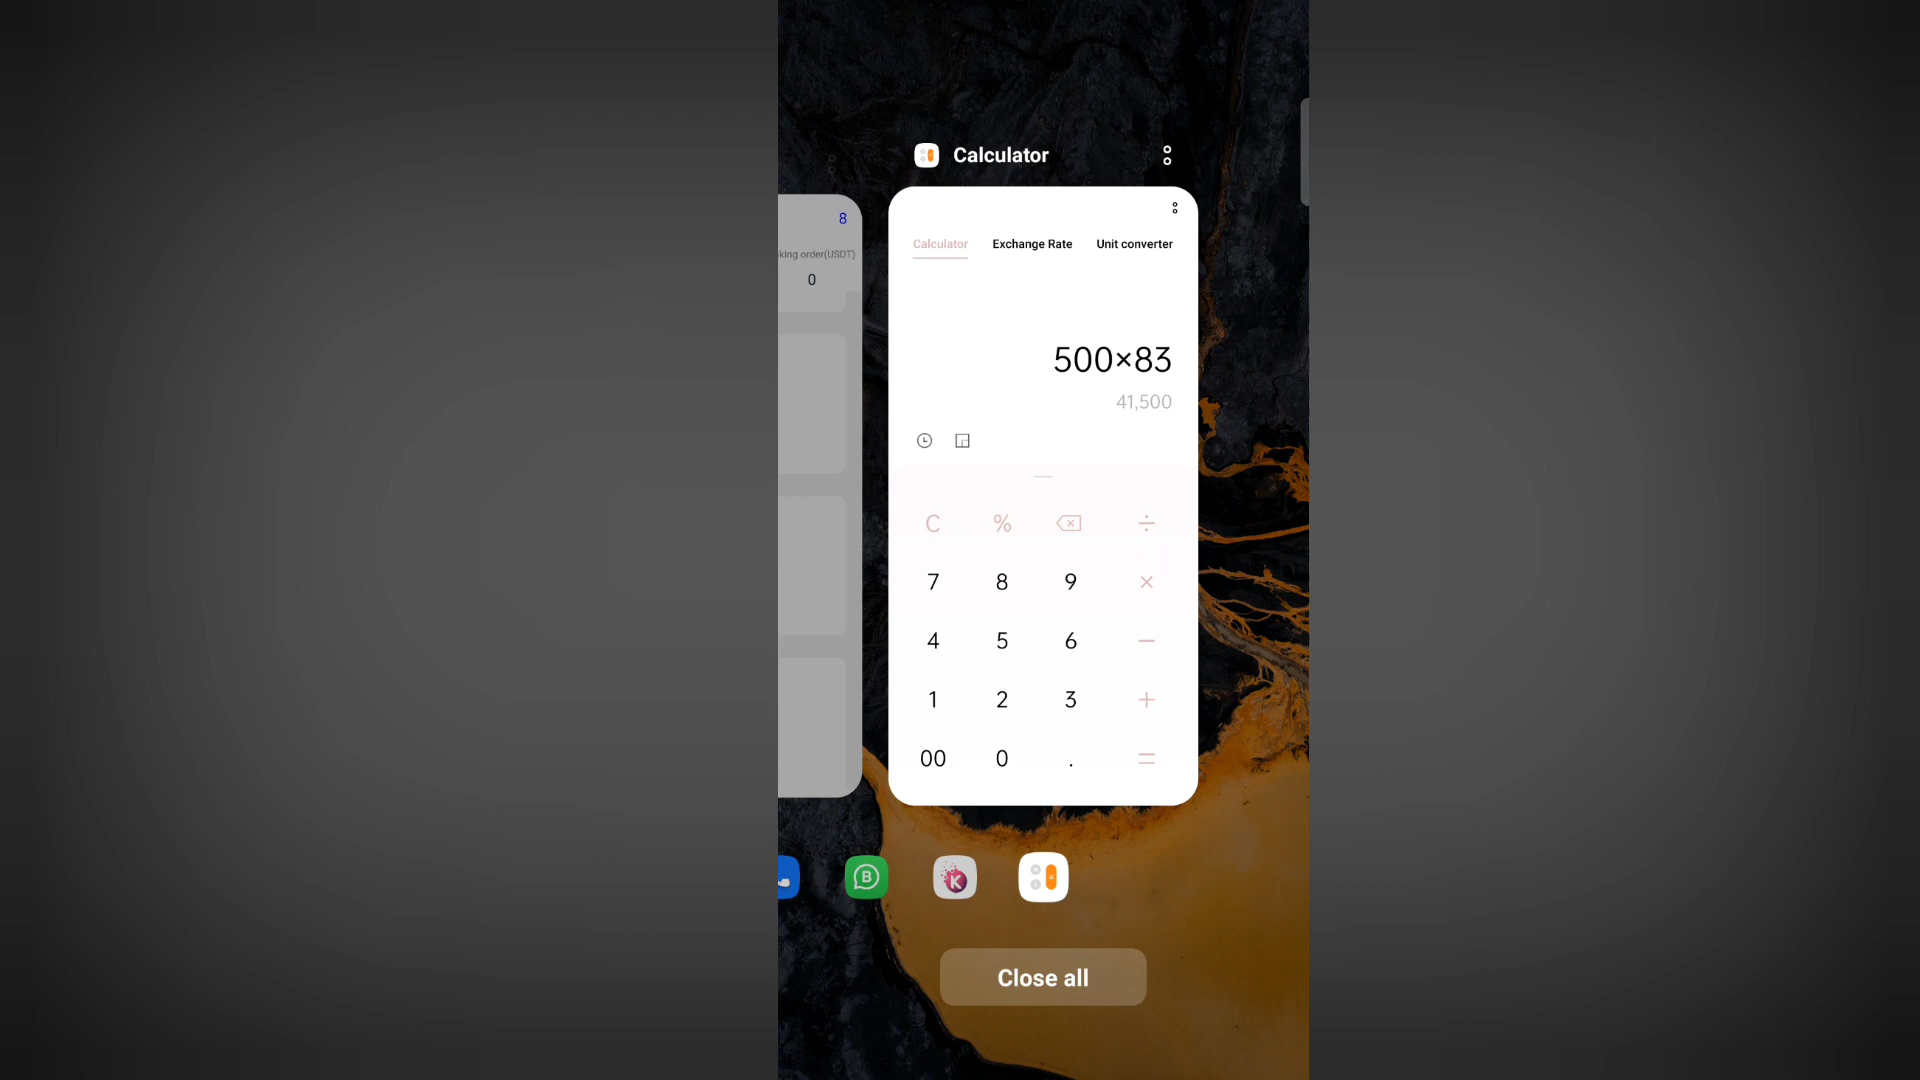 Calculator
8
king order(USDT)
0
Calculator Exchange Rate Unit converter
500×83
41,500
C % ÷
7 8 9 ×
4 5 6 −
1 2 3 +
00 0 . =
B
K
Close all